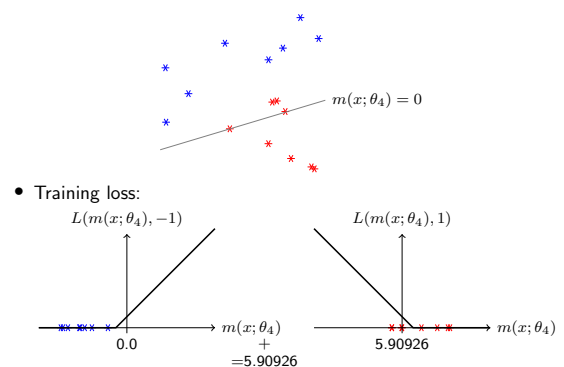 m(x; θ₄) = 0
• Training loss:
L(m(x; θ₄), −1) L(m(x; θ₄), 1)
m(x; θ₄) m(x; θ₄)
0.0 + 5.90926
=5.90926